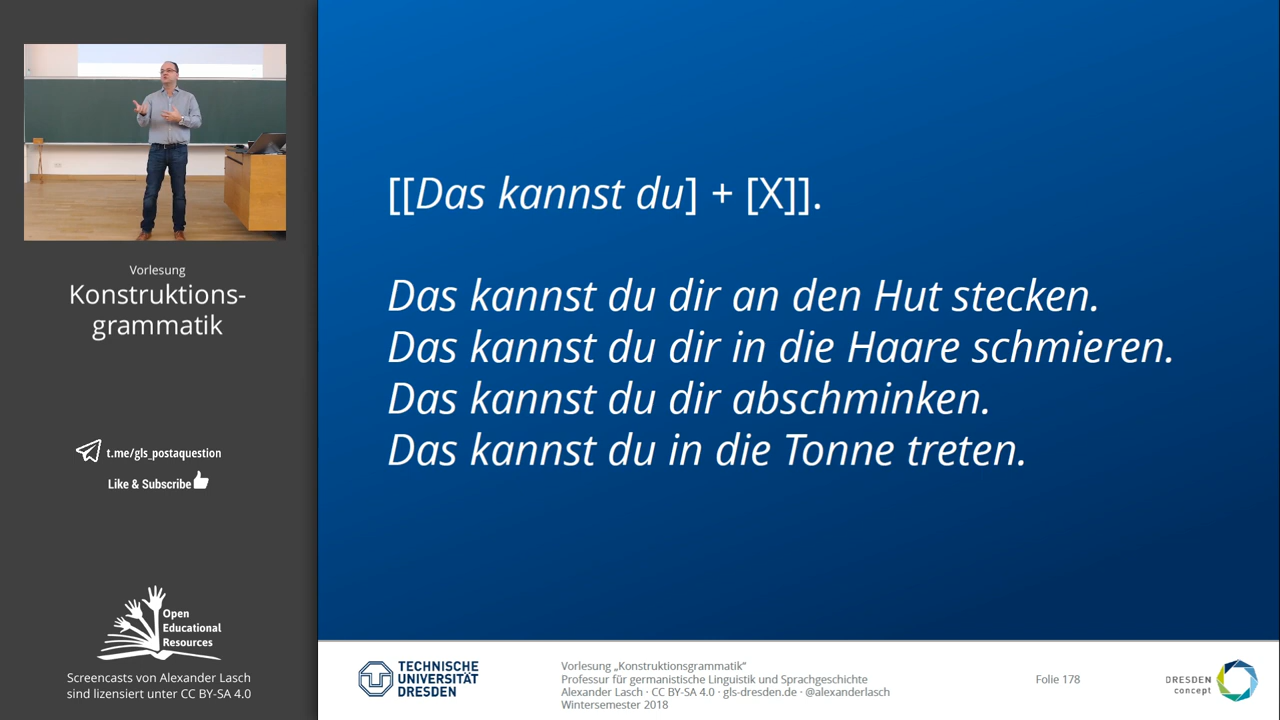 Vorlesung
Konstruktions-
grammatik
t.me/gls_postaquestion
Like & Subscribe
Open
Educational
Resources
Screencasts von Alexander Lasch
sind lizensiert unter CC BY-SA 4.0
[[Das kannst du] + [X]].
Das kannst du dir an den Hut stecken.
Das kannst du dir in die Haare schmieren.
Das kannst du dir abschminken.
Das kannst du in die Tonne treten.
TECHNISCHE
UNIVERSITÄT
DRESDEN
Vorlesung „Konstruktionsgrammatik“
Professur für germanistische Linguistik und Sprachgeschichte
Alexander Lasch · CC BY-SA 4.0 · gls-dresden.de · @alexanderlasch
Wintersemester 2018
Folie 178
DRESDEN
concept